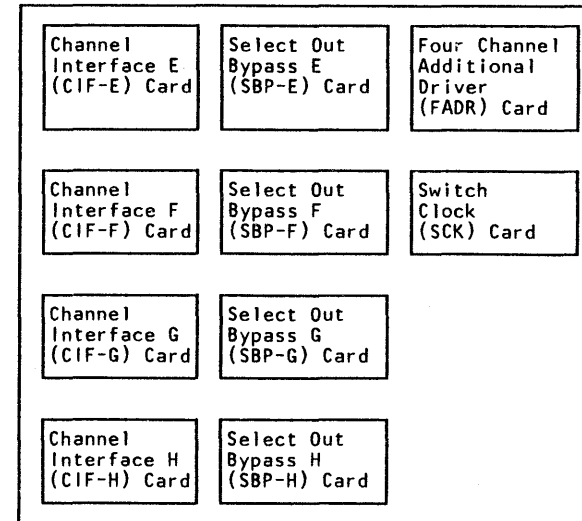 Channel
Interface E
(CIF-E) Card
Select Out
Bypass E
(SBP-E) Card
Four Channel
Additional
Driver
(FADR) Card
Channel
Interface F
(CIF-F) Card
Select Out
Bypass F
(SBP-F) Card
Switch
Clock
(SCK) Card
Channel
Interface G
(CIF-G) Card
Select Out
Bypass G
(SBP-G) Card
Channel
Interface H
(CIF-H) Card
Select Out
Bypass H
(SBP-H) Card